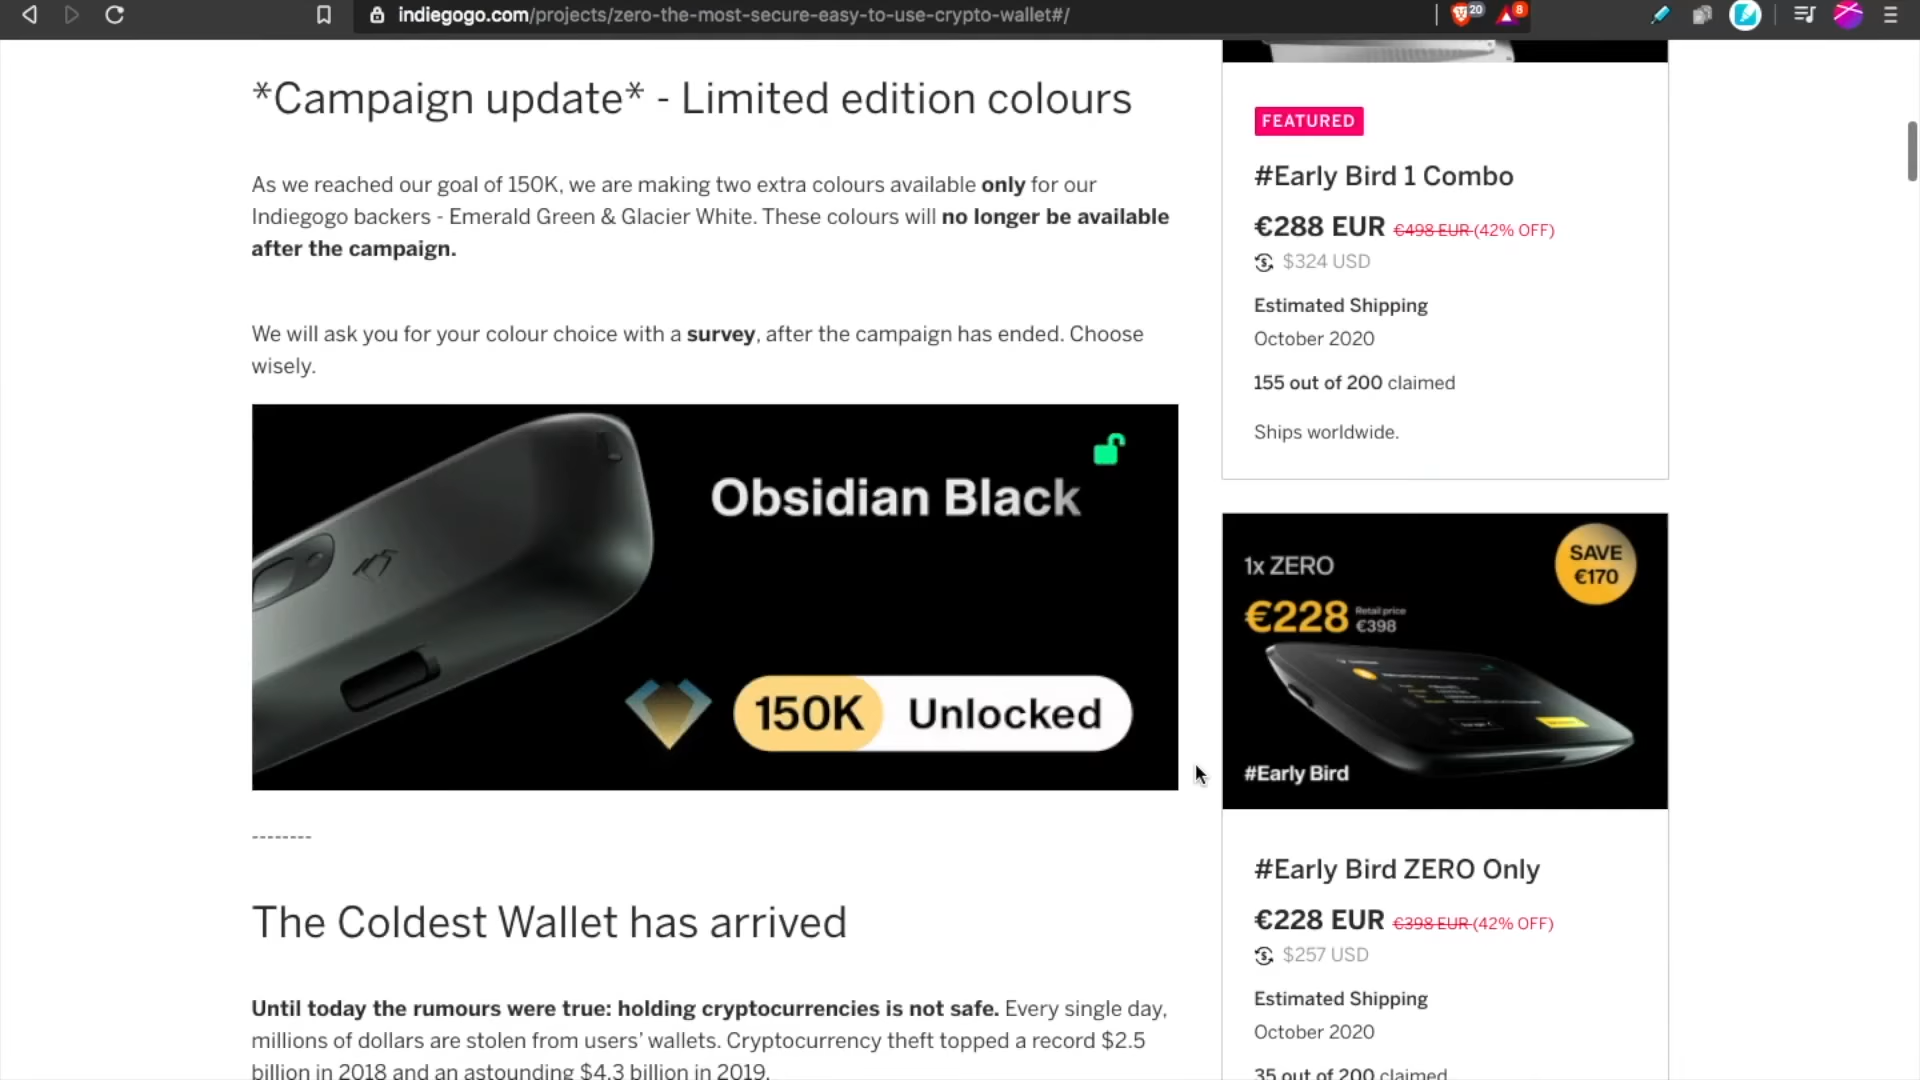 indiegogo.com/projects/zero-the-most-secure-easy-to-use-crypto-wallet#/
20
8
*Campaign update* - Limited edition colours
As we reached our goal of 150K, we are making two extra colours available only for our
Indiegogo backers - Emerald Green & Glacier White. These colours will no longer be available
after the campaign.
We will ask you for your colour choice with a survey, after the campaign has ended. Choose
wisely.
Obsidian Black
150K Unlocked
--------
The Coldest Wallet has arrived
Until today the rumours were true: holding cryptocurrencies is not safe. Every single day,
millions of dollars are stolen from users' wallets. Cryptocurrency theft topped a record $2.5
billion in 2018 and an astounding $4.3 billion in 2019.
FEATURED
#Early Bird 1 Combo
€288 EUR €498 EUR (42% OFF)
$324 USD
Estimated Shipping
October 2020
155 out of 200 claimed
Ships worldwide.
1x ZERO
SAVE
€170
€228 Retail price
€398
#Early Bird
#Early Bird ZERO Only
€228 EUR €398 EUR (42% OFF)
$257 USD
Estimated Shipping
October 2020
35 out of 200 claimed